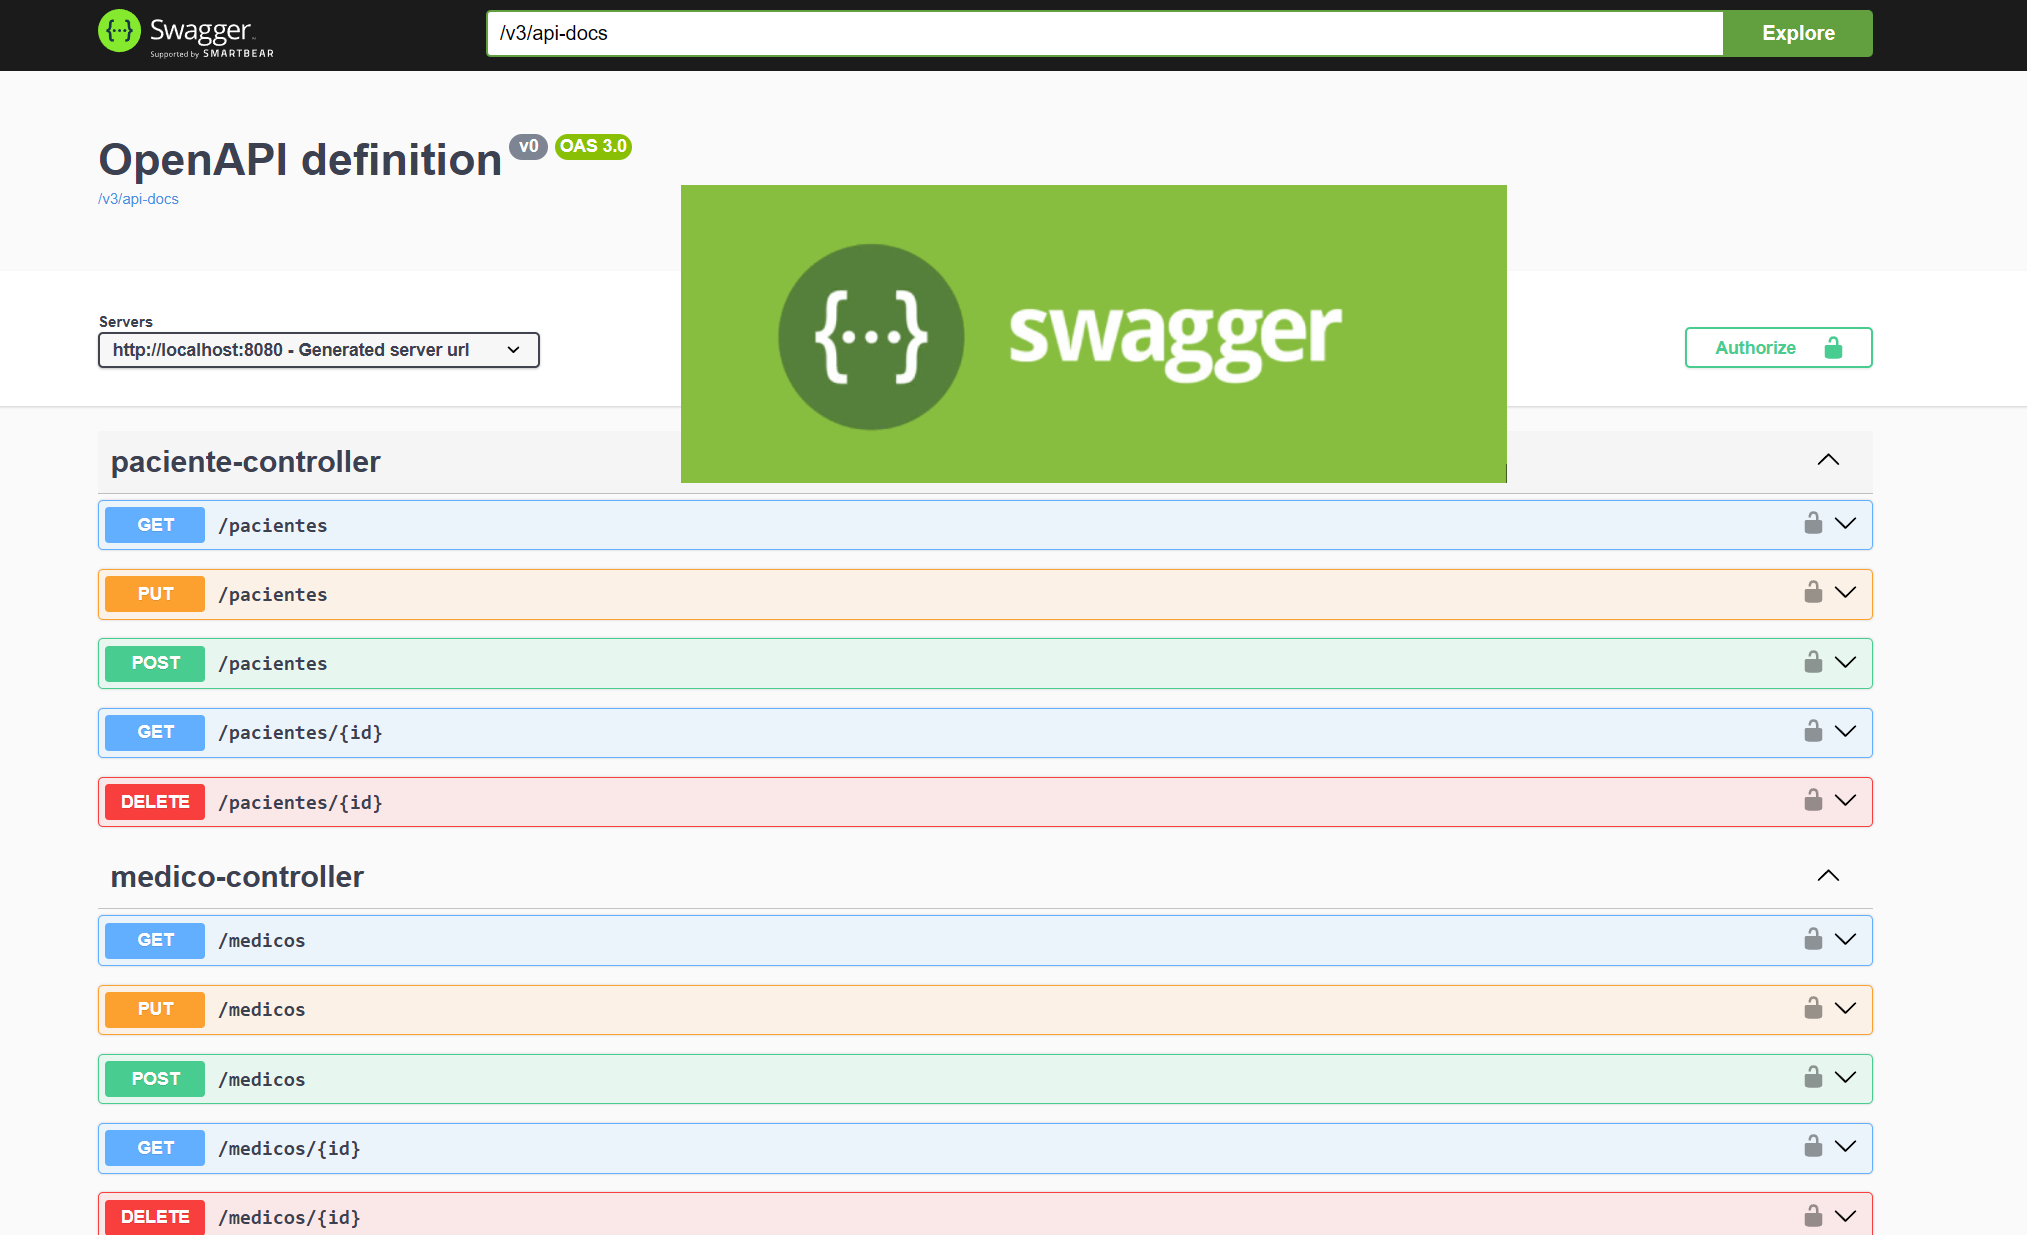 {···} Swagger™
Supported by SMARTBEAR
/v3/api-docs
Explore
OpenAPI definition v0 OAS 3.0
/v3/api-docs
{···} swagger
Servers
http://localhost:8080 - Generated server url
Authorize
paciente-controller
GET /pacientes
PUT /pacientes
POST /pacientes
GET /pacientes/{id}
DELETE /pacientes/{id}
medico-controller
GET /medicos
PUT /medicos
POST /medicos
GET /medicos/{id}
DELETE /medicos/{id}